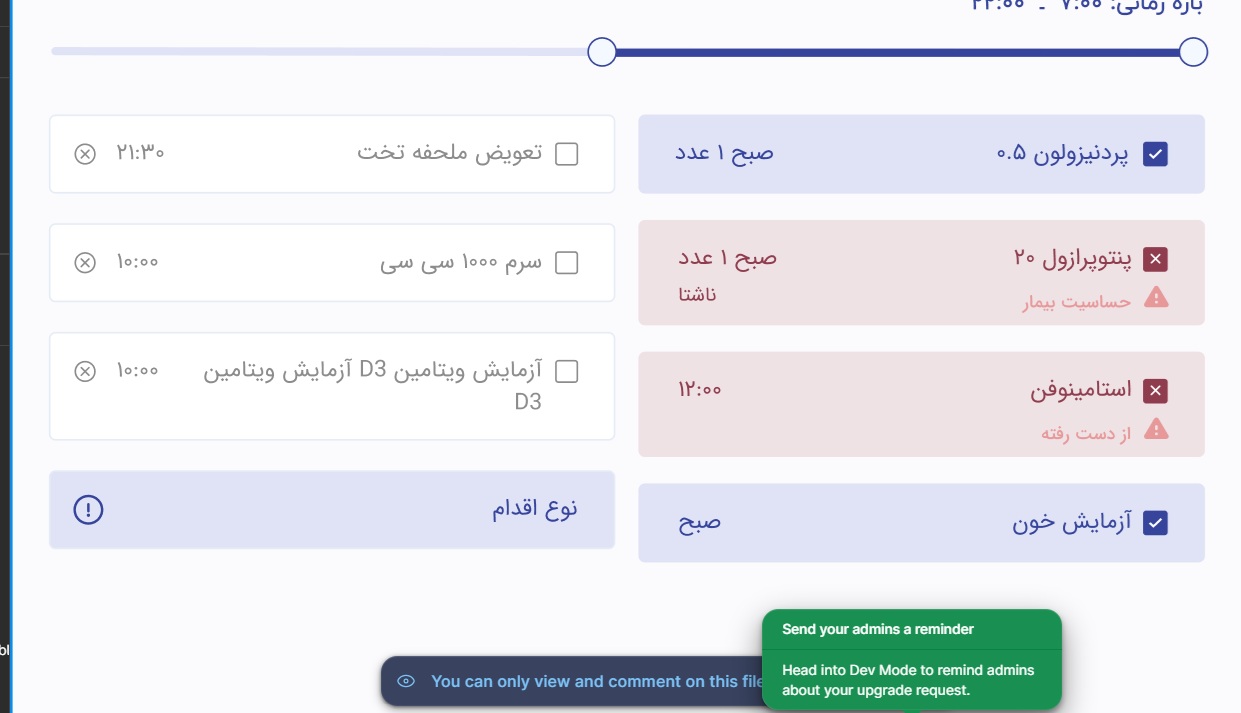 بازه زمانی: ۷:۰۰ - ۲۲:۰۰
پردنیزولون ۰.۵
صبح ۱ عدد
پنتوپرازول ۲۰
صبح ۱ عدد
حساسیت بیمار
ناشتا
استامینوفن
۱۲:۰۰
از دست رفته
آزمایش خون
صبح
تعویض ملحفه تخت
۲۱:۳۰
سرم ۱۰۰۰ سی سی
۱۰:۰۰
آزمایش ویتامین D3 آزمایش ویتامین
D3
۱۰:۰۰
نوع اقدام
Send your admins a reminder
Head into Dev Mode to remind admins
about your upgrade request.
You can only view and comment on this file